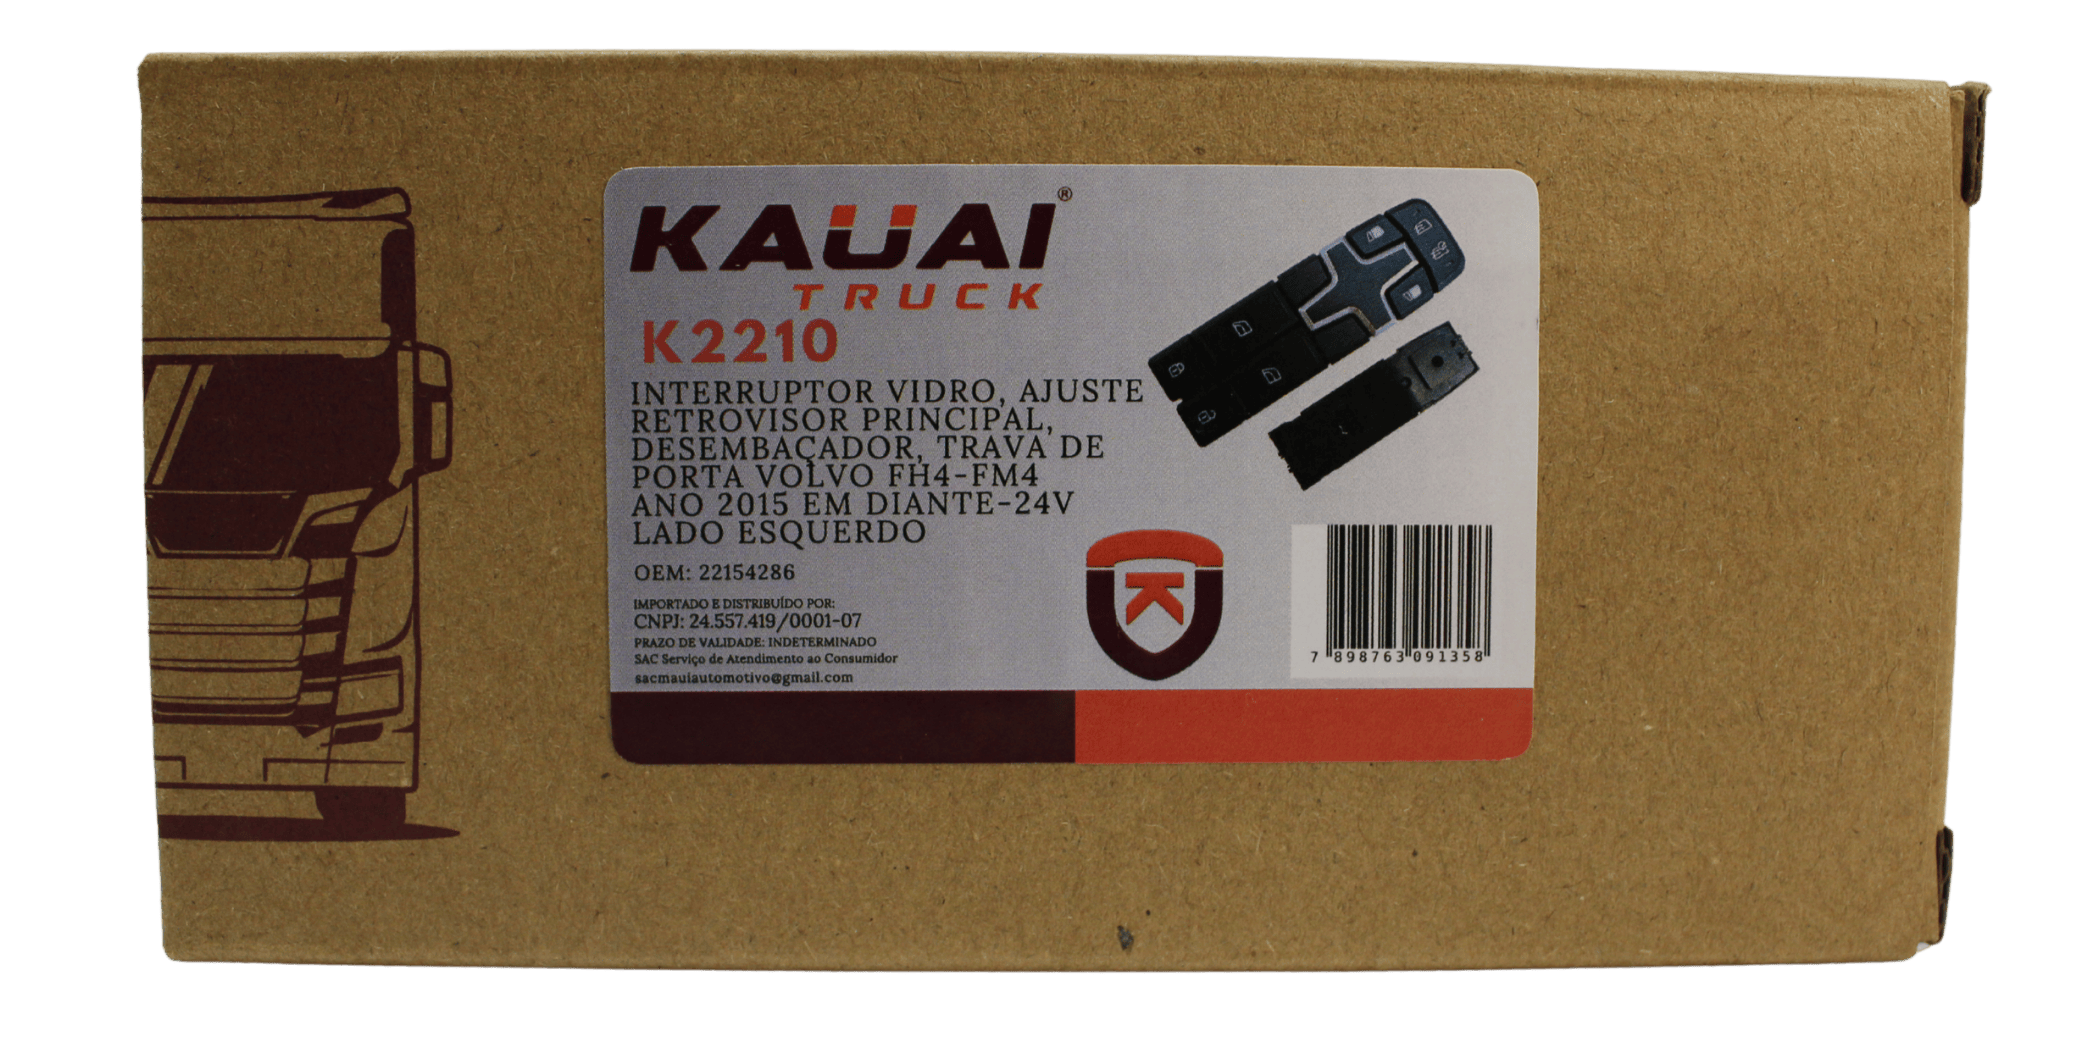 KAUAI®
TRUCK
K2210
INTERRUPTOR VIDRO, AJUSTE
RETROVISOR PRINCIPAL,
DESEMBAÇADOR, TRAVA DE
PORTA VOLVO FH4-FM4
ANO 2015 EM DIANTE-24V
LADO ESQUERDO
OEM: 22154286
IMPORTADO E DISTRIBUÍDO POR:
CNPJ: 24.557.419/0001-07
PRAZO DE VALIDADE: INDETERMINADO
SAC Serviço de Atendimento ao Consumidor
sacmauiautomotivo@gmail.com
K
7 898763 091358